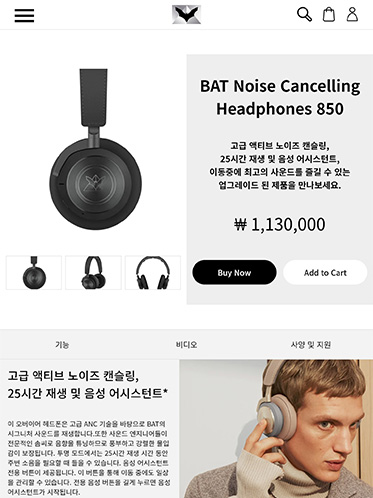 BAT Noise Cancelling
Headphones 850
고급 액티브 노이즈 캔슬링,
25시간 재생 및 음성 어시스턴트,
이동중에 최고의 사운드를 즐길 수 있는
업그레이드 된 제품을 만나보세요.
₩ 1,130,000
Buy Now
Add to Cart
기능
비디오
사양 및 지원
고급 액티브 노이즈 캔슬링,
25시간 재생 및 음성 어시스턴트*
이 오버이어 헤드폰은 고급 ANC 기술을 바탕으로 BAT의
시그니처 사운드를 재생합니다.또한 사운드 엔지니어들이
전문적인 솜씨로 음향을 튜닝하므로 풍부하고 강렬한 몰입
감이 보장됩니다. 투명 모드에서는 25시간 재생 시간 동안
주변 소음을 필요할 때 들을 수 있습니다. 음성 어시스턴트
전용 버튼이 제공됩니다. 이 버튼을 통해 이동 중에도 일상
을 관리할 수 있습니다. 전용 음성 버튼을 길게 누르면 음성
어시스턴트가 시작됩니다.